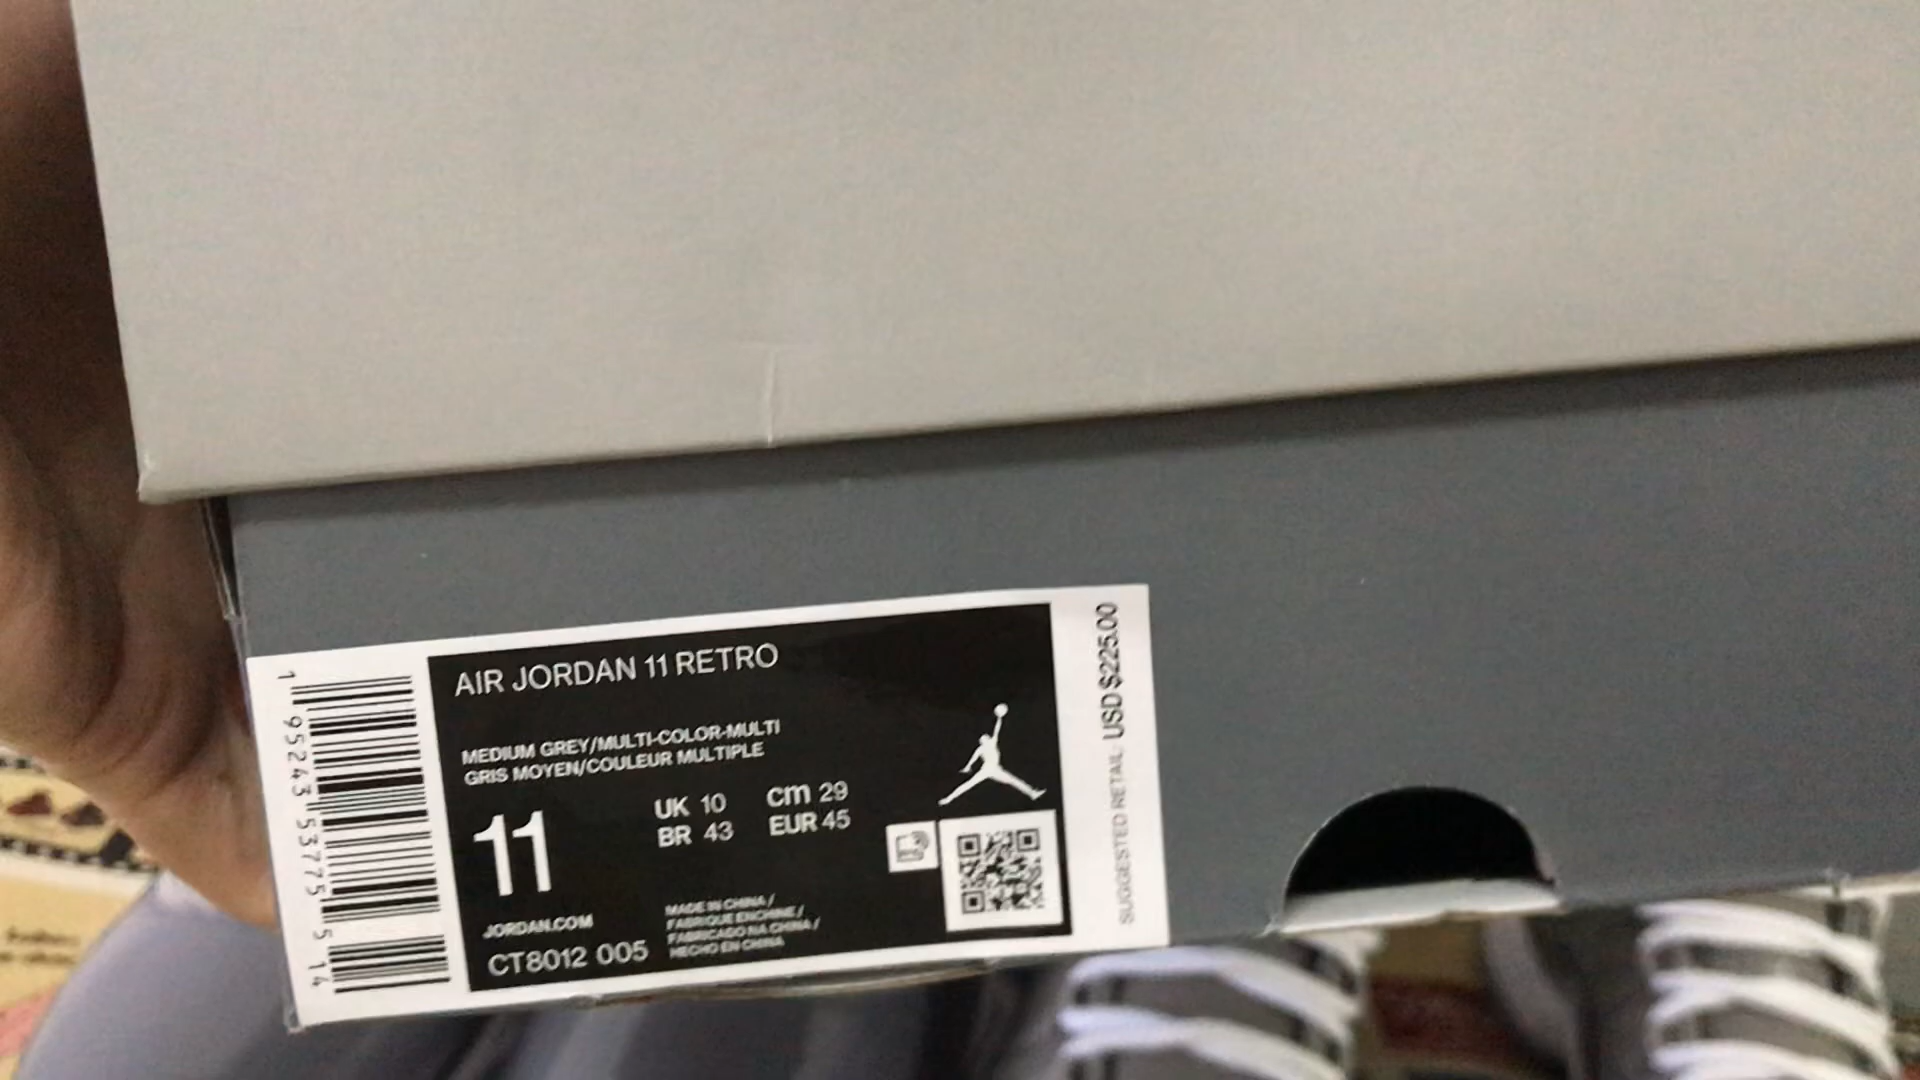 AIR JORDAN 11 RETRO
MEDIUM GREY/MULTI-COLOR-MULTI
GRIS MOYEN/COULEUR MULTIPLE
11
UK 10
cm 29
BR 43
EUR 45
JORDAN.COM
CT8012 005
MADE IN CHINA /
FABRIQUE EN CHINE /
FABRICADO NA CHINA /
HECHO EN CHINA
SUGGESTED RETAIL: USD $225.00
1 95243 53775 5 14